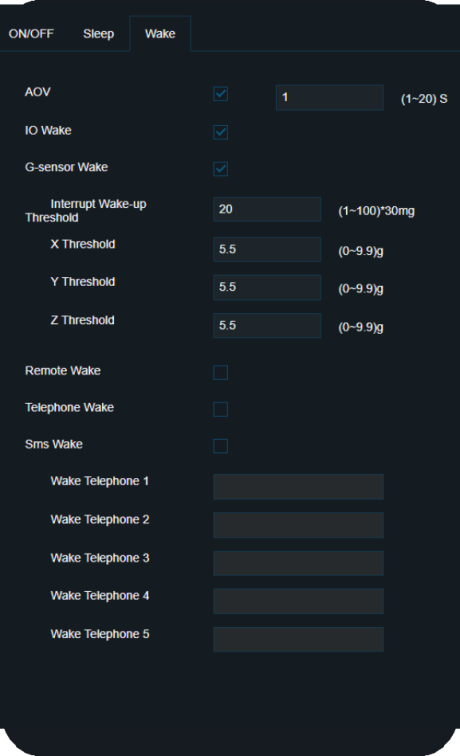 ON/OFF Sleep Wake
AOV 1 (1~20) S
IO Wake
G-sensor Wake
Interrupt Wake-up
Threshold 20 (1~100)*30mg
X Threshold 5.5 (0~9.9)g
Y Threshold 5.5 (0~9.9)g
Z Threshold 5.5 (0~9.9)g
Remote Wake
Telephone Wake
Sms Wake
Wake Telephone 1
Wake Telephone 2
Wake Telephone 3
Wake Telephone 4
Wake Telephone 5